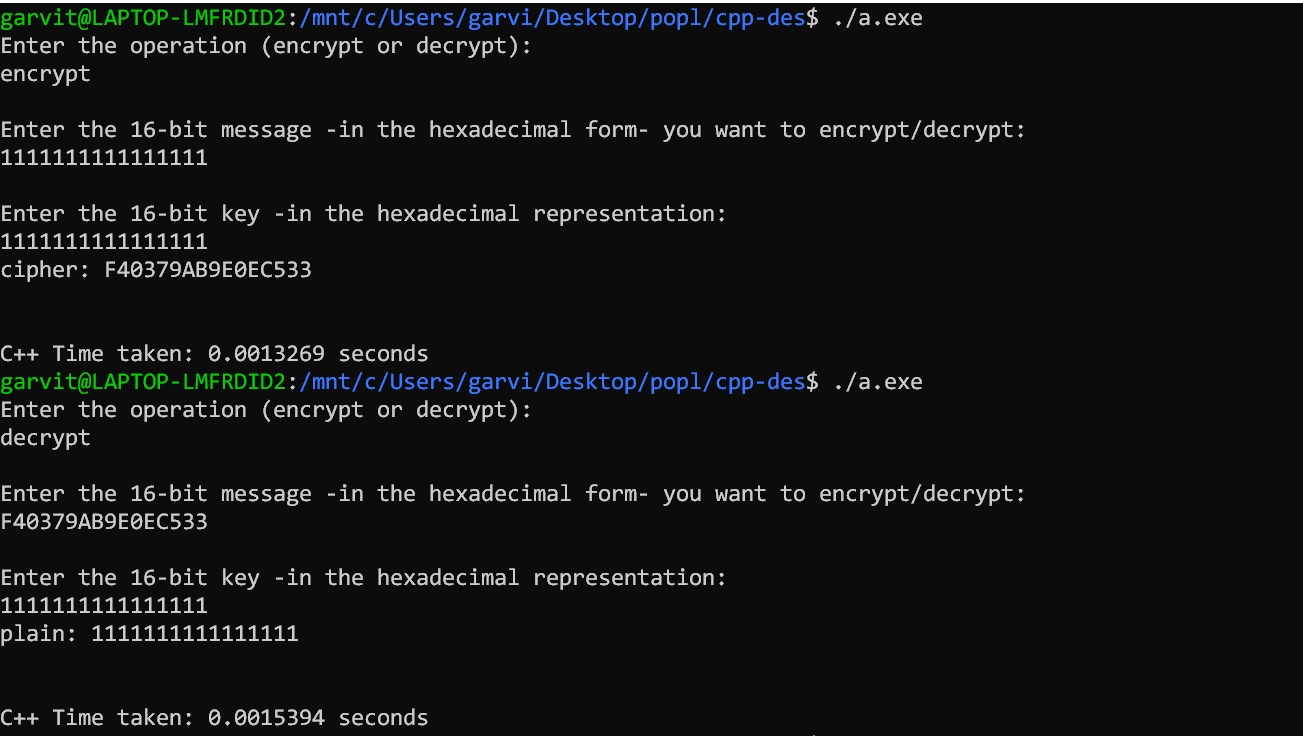 garvit@LAPTOP-LMFRDID2:/mnt/c/Users/garvi/Desktop/popl/cpp-des$ ./a.exe
Enter the operation (encrypt or decrypt):
encrypt
Enter the 16-bit message -in the hexadecimal form- you want to encrypt/decrypt:
1111111111111111
Enter the 16-bit key -in the hexadecimal representation:
1111111111111111
cipher: F40379AB9E0EC533
C++ Time taken: 0.0013269 seconds
garvit@LAPTOP-LMFRDID2:/mnt/c/Users/garvi/Desktop/popl/cpp-des$ ./a.exe
Enter the operation (encrypt or decrypt):
decrypt
Enter the 16-bit message -in the hexadecimal form- you want to encrypt/decrypt:
F40379AB9E0EC533
Enter the 16-bit key -in the hexadecimal representation:
1111111111111111
plain: 1111111111111111
C++ Time taken: 0.0015394 seconds